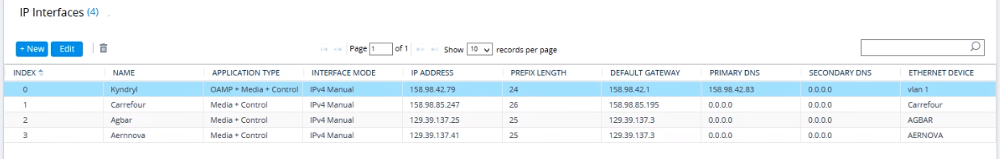 IP Interfaces (4)
+ New Edit Page 1 of 1 Show 10 records per page
INDEX NAME APPLICATION TYPE INTERFACE MODE IP ADDRESS PREFIX LENGTH DEFAULT GATEWAY PRIMARY DNS SECONDARY DNS ETHERNET DEVICE
0 Kyndryl OAMP + Media + Control IPv4 Manual 158.98.42.79 24 158.98.42.1 158.98.42.83 0.0.0.0 vlan 1
1 Carrefour Media + Control IPv4 Manual 158.98.85.247 26 158.98.85.195 0.0.0.0 0.0.0.0 Carrefour
2 Agbar Media + Control IPv4 Manual 129.39.137.25 25 129.39.137.3 0.0.0.0 0.0.0.0 AGBAR
3 Aernnova Media + Control IPv4 Manual 129.39.137.41 25 129.39.137.3 0.0.0.0 0.0.0.0 AERNOVA